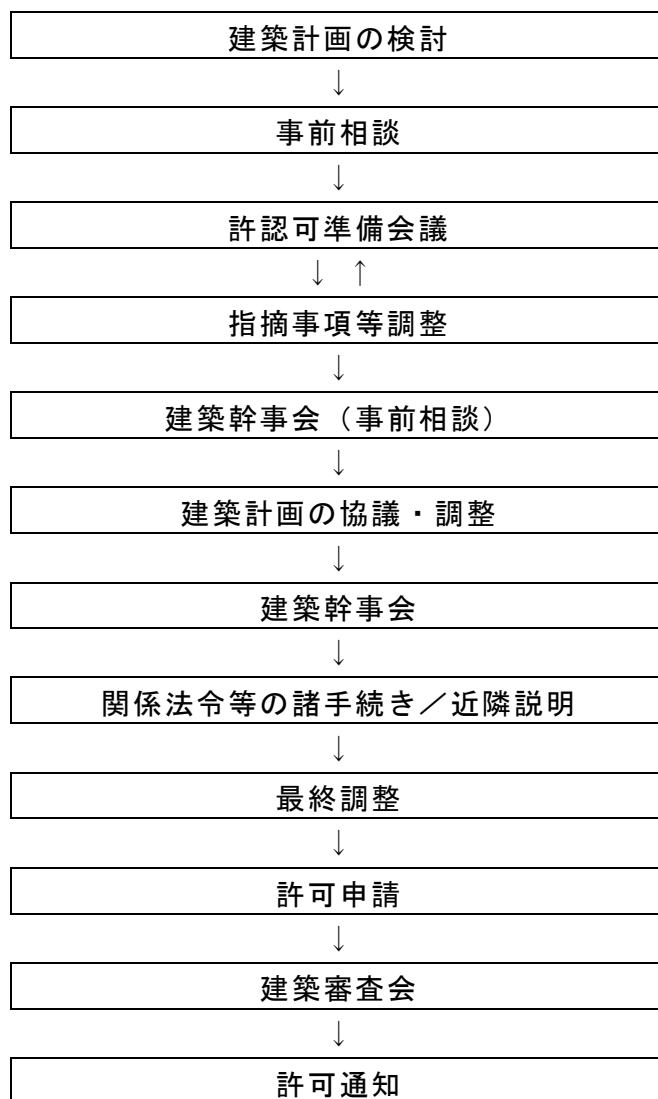 建築計画の検討
↓
事前相談
↓
許認可準備会議
↓ ↑
指摘事項等調整
↓
建築幹事会（事前相談）
↓
建築計画の協議・調整
↓
建築幹事会
↓
関係法令等の諸手続き／近隣説明
↓
最終調整
↓
許可申請
↓
建築審査会
↓
許可通知